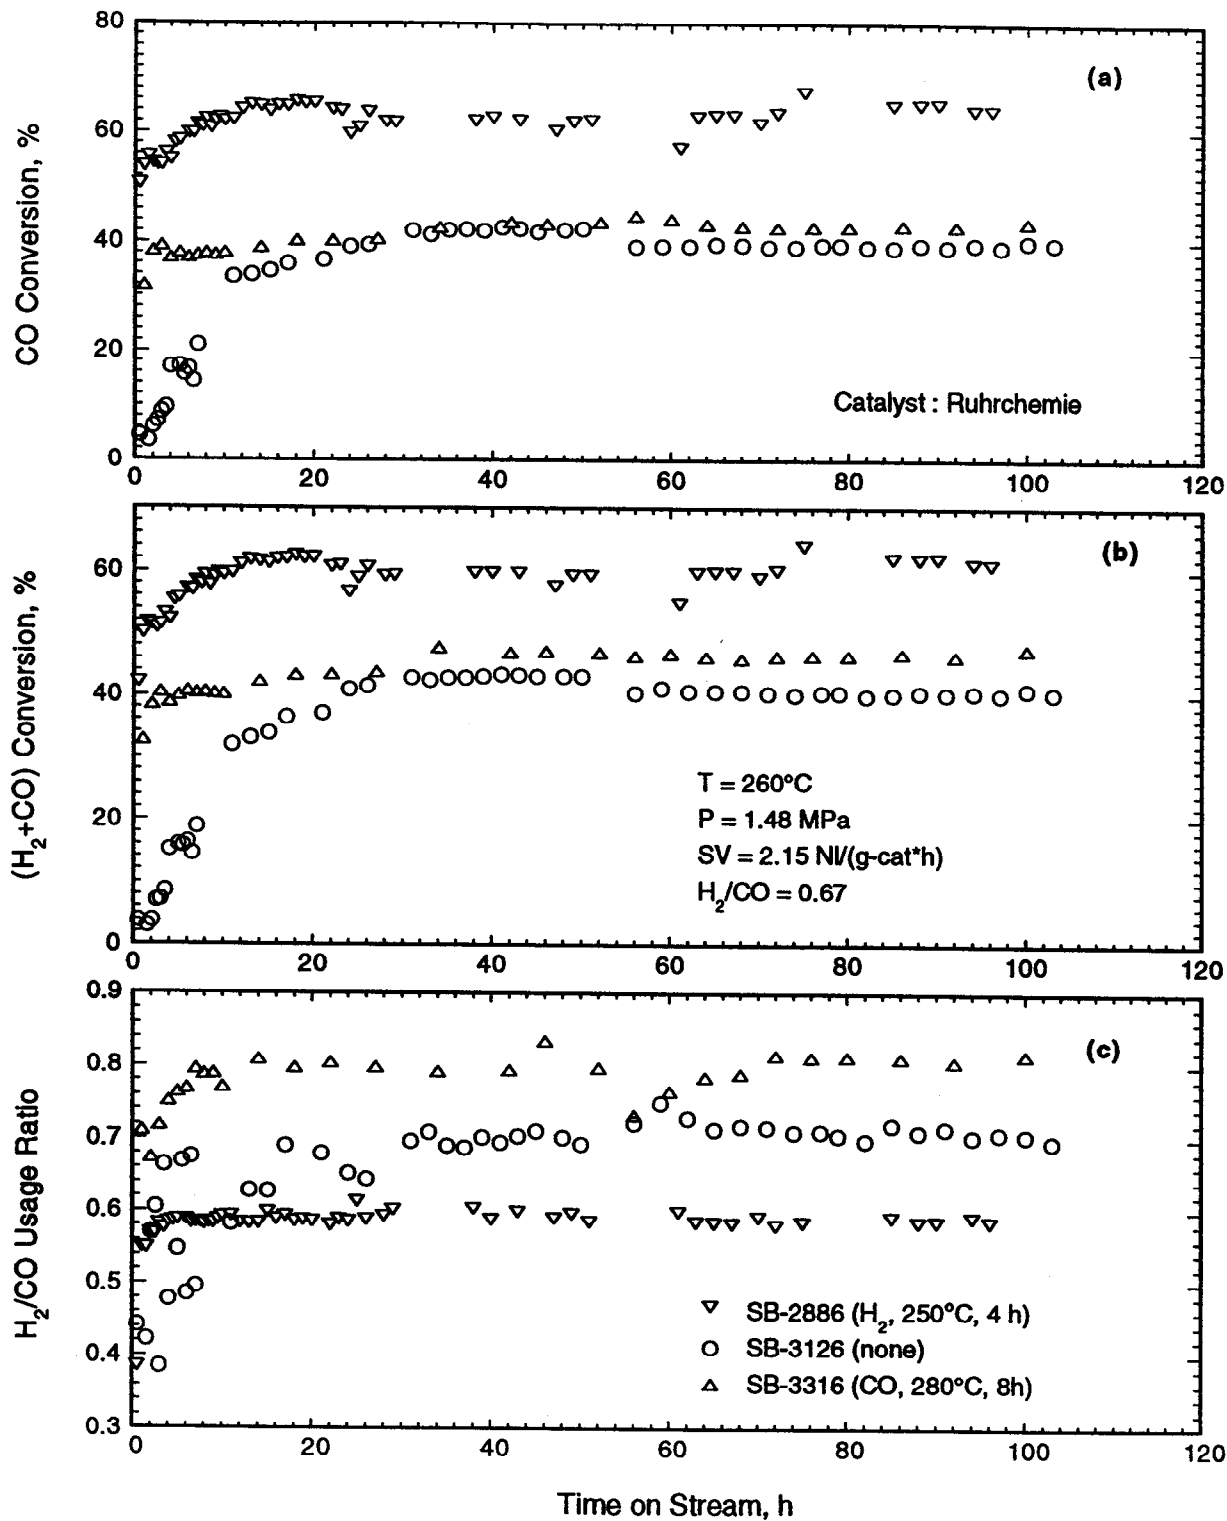 80
60
40
20
0
CO Conversion, %
(a)
Catalyst : Ruhrchemie
0 20 40 60 80 100 120
60
40
20
0
(H₂+CO) Conversion, %
(b)
T = 260°C
P = 1.48 MPa
SV = 2.15 Nl/(g-cat*h)
H₂/CO = 0.67
0 20 40 60 80 100 120
0.9
0.8
0.7
0.6
0.5
0.4
0.3
H₂/CO Usage Ratio
(c)
SB-2886 (H₂, 250°C, 4 h)
SB-3126 (none)
SB-3316 (CO, 280°C, 8h)
0 20 40 60 80 100 120
Time on Stream, h